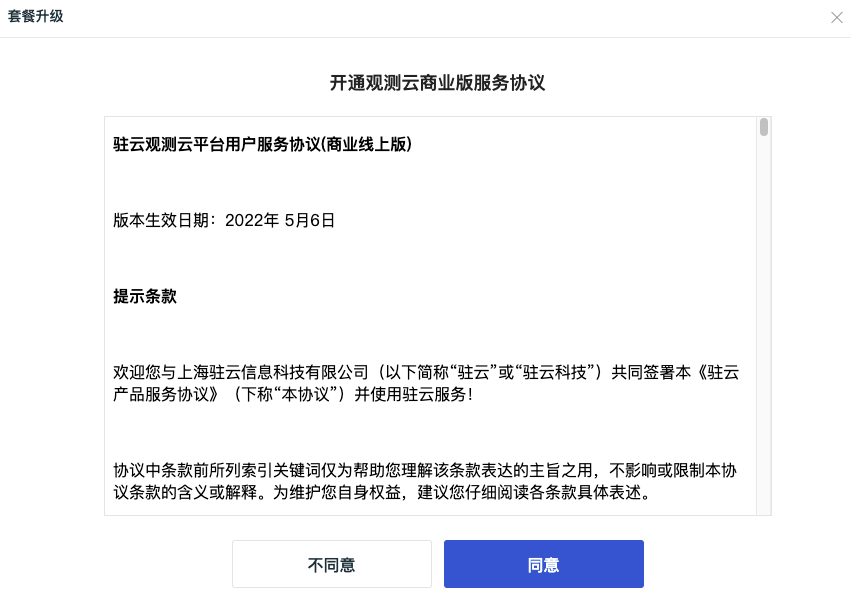 套餐升级
开通观测云商业版服务协议
驻云观测云平台用户服务协议(商业线上版)
版本生效日期：2022年 5月6日
提示条款
欢迎您与上海驻云信息科技有限公司（以下简称“驻云”或“驻云科技”）共同签署本《驻云
产品服务协议》（下称“本协议”）并使用驻云服务！
协议中条款前所列索引关键词仅为帮助您理解该条款表达的主旨之用，不影响或限制本协
议条款的含义或解释。为维护您自身权益，建议您仔细阅读各条款具体表述。
不同意
同意